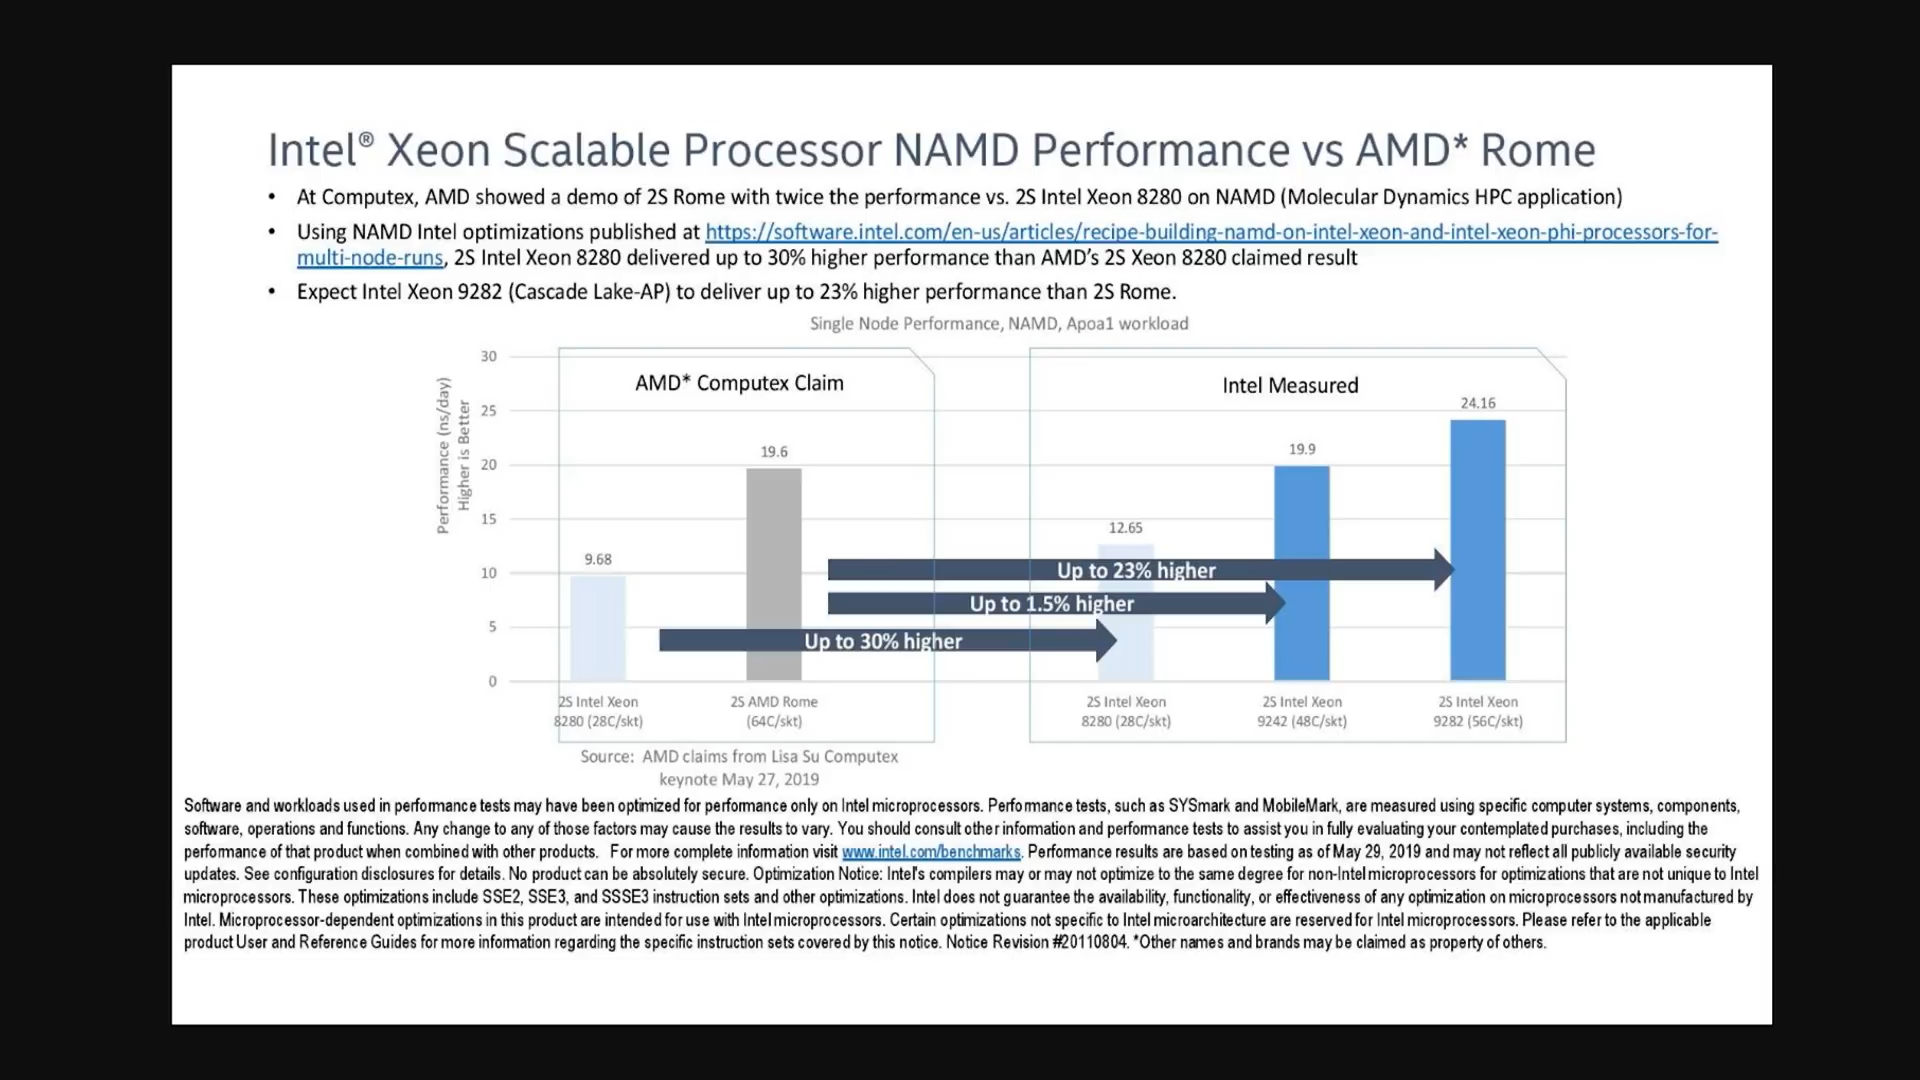 Intel® Xeon Scalable Processor NAMD Performance vs AMD* Rome
• At Computex, AMD showed a demo of 2S Rome with twice the performance vs. 2S Intel Xeon 8280 on NAMD (Molecular Dynamics HPC application)
• Using NAMD Intel optimizations published at https://software.intel.com/en-us/articles/recipe-building-namd-on-intel-xeon-and-intel-xeon-phi-processors-for-
multi-node-runs, 2S Intel Xeon 8280 delivered up to 30% higher performance than AMD's 2S Xeon 8280 claimed result
• Expect Intel Xeon 9282 (Cascade Lake-AP) to deliver up to 23% higher performance than 2S Rome.
Single Node Performance, NAMD, Apoa1 workload
Performance (ns/day)
Higher is Better
30
25
20
15
10
5
0
AMD* Computex Claim
9.68
19.6
Intel Measured
12.65
19.9
24.16
Up to 23% higher
Up to 1.5% higher
Up to 30% higher
2S Intel Xeon
8280 (28C/skt)
2S AMD Rome
(64C/skt)
2S Intel Xeon
8280 (28C/skt)
2S Intel Xeon
9242 (48C/skt)
2S Intel Xeon
9282 (56C/skt)
Source: AMD claims from Lisa Su Computex
keynote May 27, 2019
Software and workloads used in performance tests may have been optimized for performance only on Intel microprocessors. Performance tests, such as SYSmark and MobileMark, are measured using specific computer systems, components,
software, operations and functions. Any change to any of those factors may cause the results to vary. You should consult other information and performance tests to assist you in fully evaluating your contemplated purchases, including the
performance of that product when combined with other products. For more complete information visit www.intel.com/benchmarks. Performance results are based on testing as of May 29, 2019 and may not reflect all publicly available security
updates. See configuration disclosures for details. No product can be absolutely secure. Optimization Notice: Intel's compilers may or may not optimize to the same degree for non-Intel microprocessors for optimizations that are not unique to Intel
microprocessors. These optimizations include SSE2, SSE3, and SSSE3 instruction sets and other optimizations. Intel does not guarantee the availability, functionality, or effectiveness of any optimization on microprocessors not manufactured by
Intel. Microprocessor-dependent optimizations in this product are intended for use with Intel microprocessors. Certain optimizations not specific to Intel microarchitecture are reserved for Intel microprocessors. Please refer to the applicable
product User and Reference Guides for more information regarding the specific instruction sets covered by this notice. Notice Revision #20110804. *Other names and brands may be claimed as property of others.